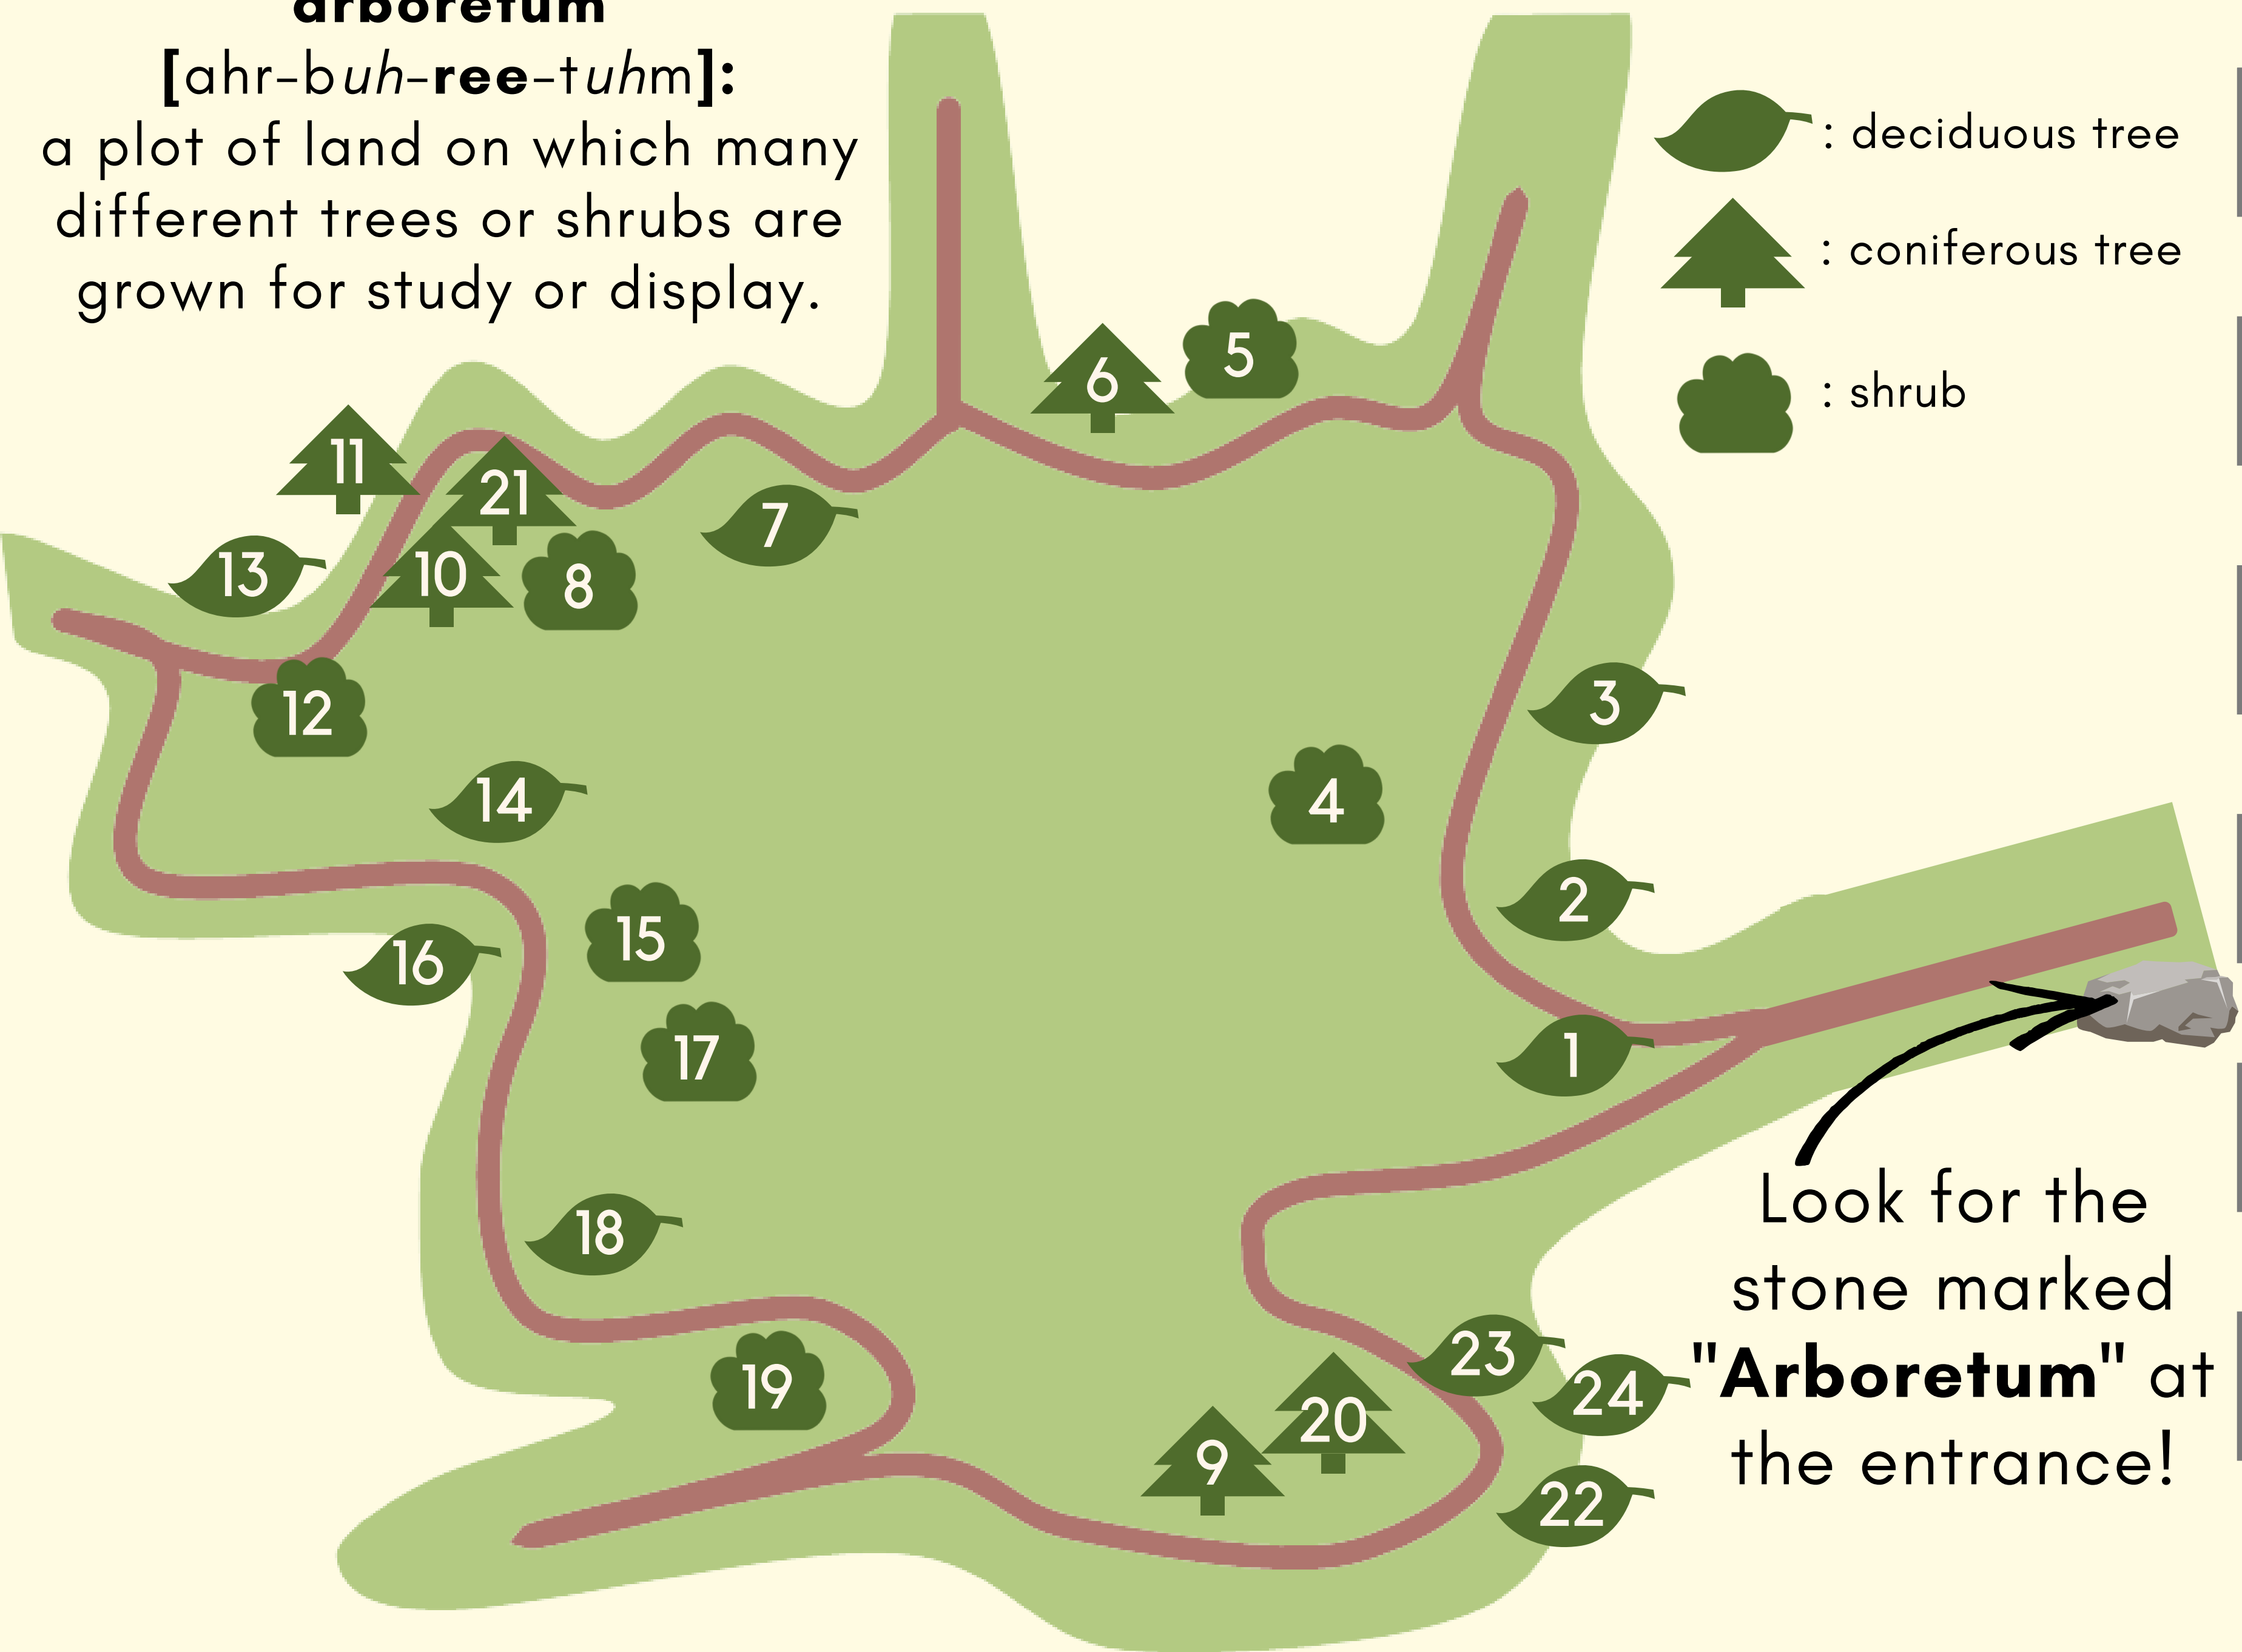 arboretum
[ahr-buh-ree-tuhm]:
a plot of land on which many
different trees or shrubs are
grown for study or display.
: deciduous tree
: coniferous tree
: shrub
5
6
11
21
7
13
10
8
3
12
14
4
2
15
16
17
1
18
23
19
24
20
9
22
Look for the
stone marked
"Arboretum" at
the entrance!